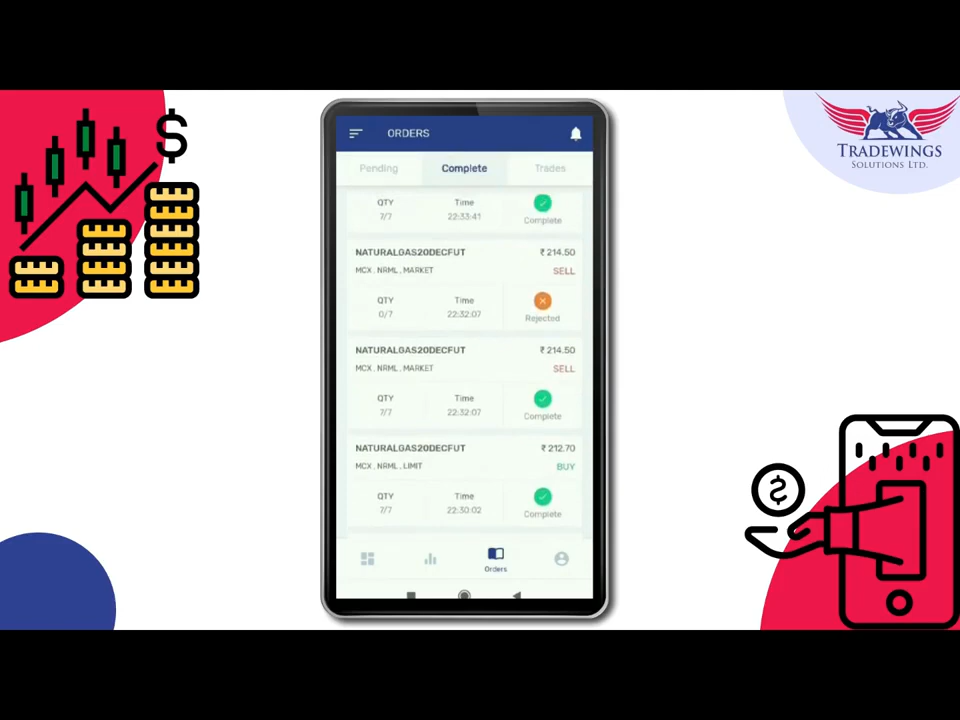 TRADEWINGS
SOLUTIONS LTD.
ORDERS
Pending Complete Trades
QTY Time
7/7 22:33:41 Complete
NATURALGAS20DECFUT ₹ 214.50
MCX . NRML . MARKET SELL
QTY Time
0/7 22:32:07 Rejected
NATURALGAS20DECFUT ₹ 214.50
MCX . NRML . MARKET SELL
QTY Time
7/7 22:32:07 Complete
NATURALGAS20DECFUT ₹ 212.70
MCX . NRML . LIMIT BUY
QTY Time
7/7 22:30:02 Complete
Orders